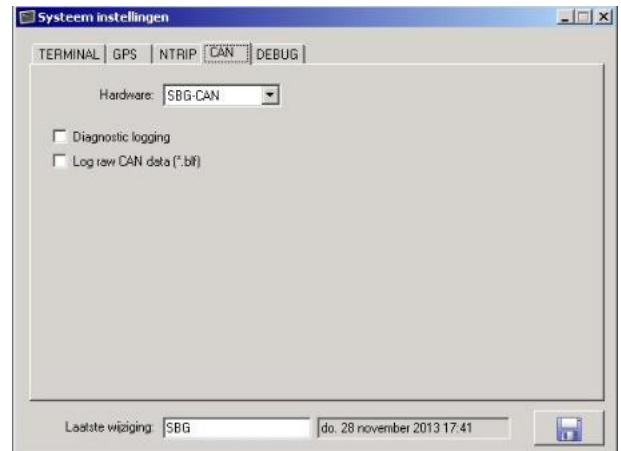 Systeem instellingen
TERMINAL GPS NTRIP CAN DEBUG
Hardware: SBG-CAN
Diagnostic logging
Log raw CAN data (*.blf)
Laatste wijziging: SBG do. 28 november 2013 17:41